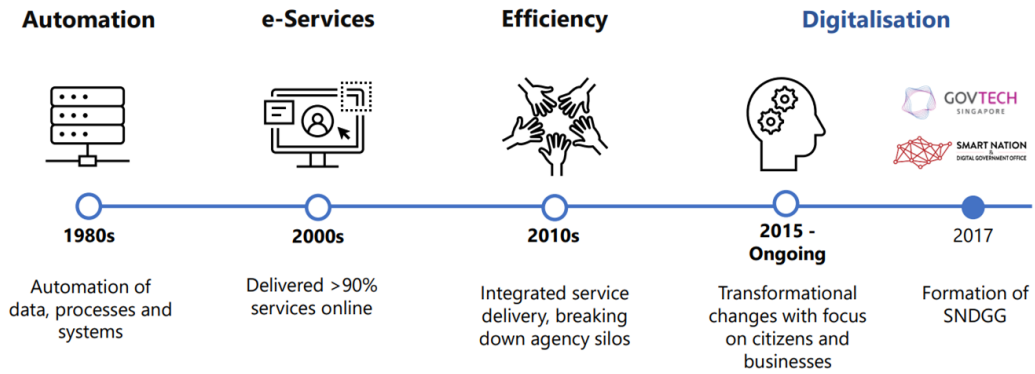 Automation
e-Services
Efficiency
Digitalisation
GOVTECH
SINGAPORE
SMART NATION
&
DIGITAL GOVERNMENT OFFICE
1980s
2000s
2010s
2015 -
Ongoing
2017
Automation of
data, processes and
systems
Delivered >90%
services online
Integrated service
delivery, breaking
down agency silos
Transformational
changes with focus
on citizens and
businesses
Formation of
SNDGG